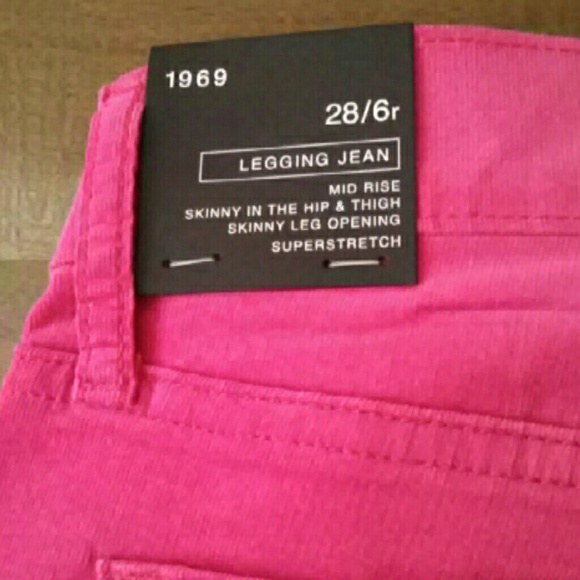 1969
28/6r
LEGGING JEAN
MID RISE
SKINNY IN THE HIP & THIGH
SKINNY LEG OPENING
SUPERSTRETCH